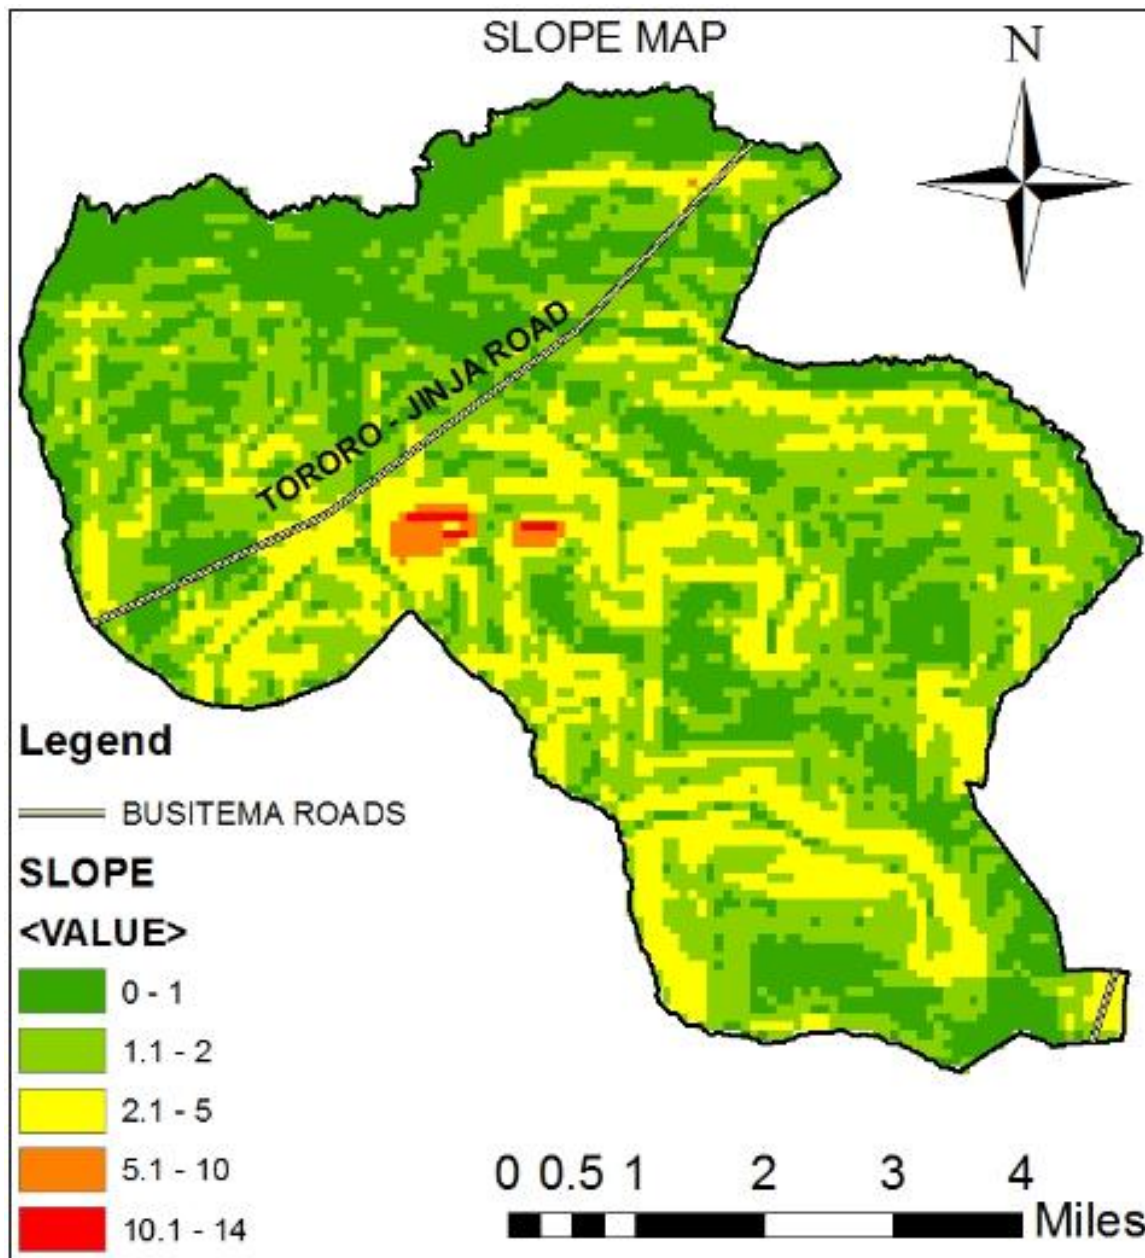 SLOPE MAP
N
TORORO - JINJA ROAD
Legend
BUSITEMA ROADS
SLOPE
<VALUE>
0 - 1
1.1 - 2
2.1 - 5
5.1 - 10
10.1 - 14
0 0.5 1 2 3 4
Miles